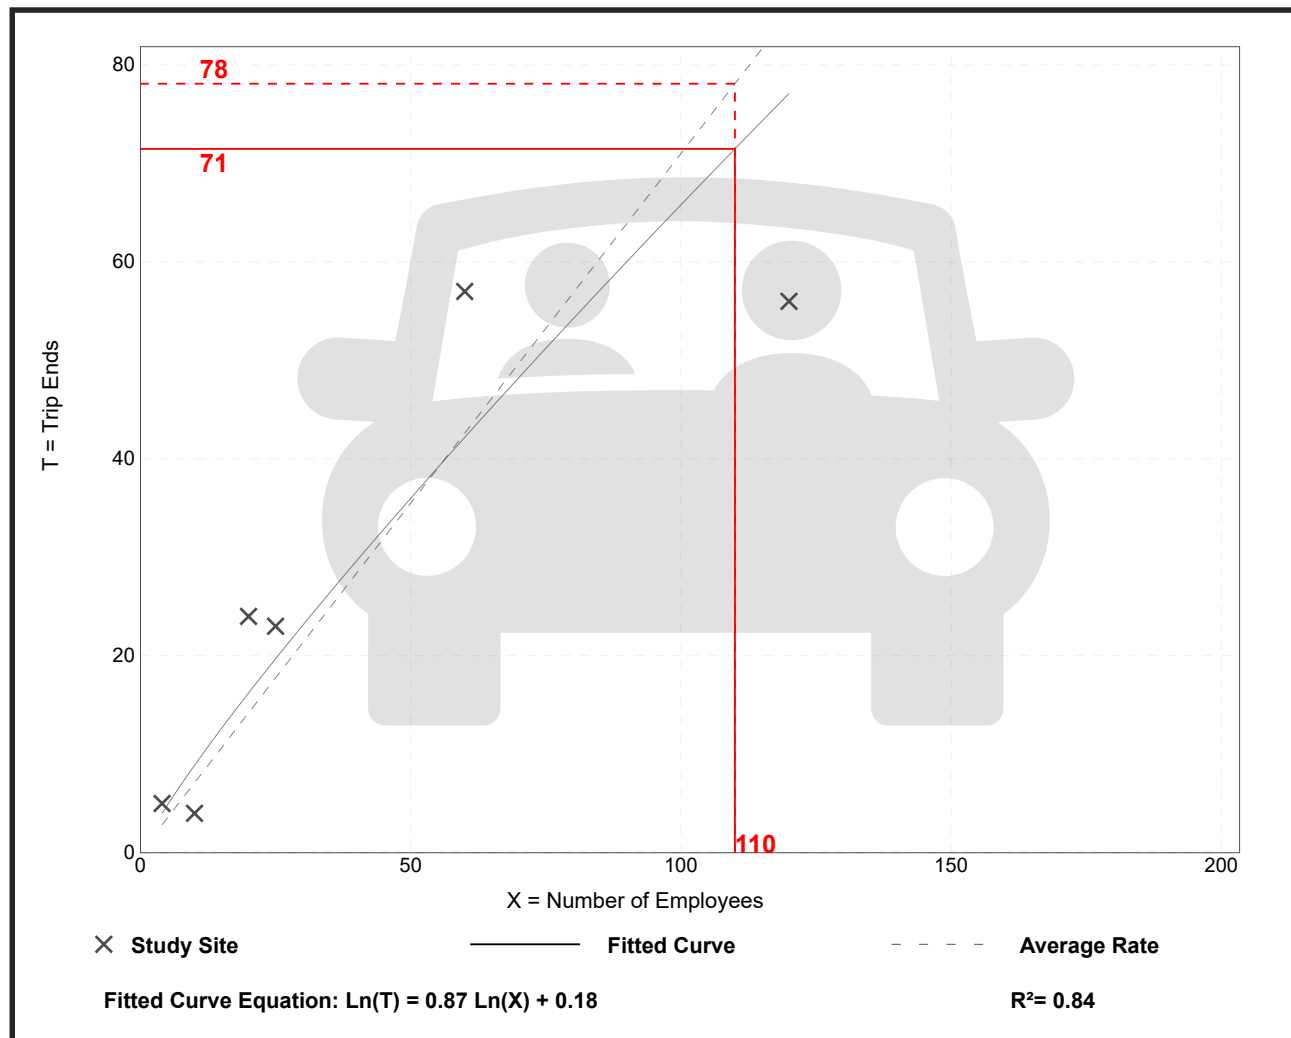 80
78
71
60
T = Trip Ends
40
20
0
110
0 50 100 150 200
X = Number of Employees
Study Site Fitted Curve Average Rate
Fitted Curve Equation: Ln(T) = 0.87 Ln(X) + 0.18 R²= 0.84